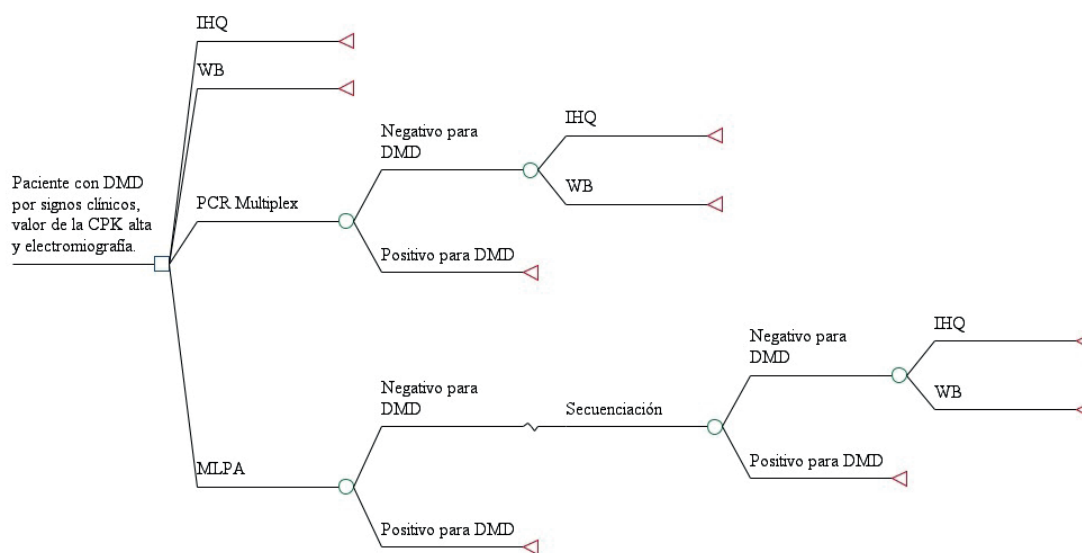 IHQ
WB
Negativo para
DMD
IHQ
WB
Paciente con DMD
por signos clínicos,
valor de la CPK alta
y electromiografía.
PCR Multiplex
Positivo para DMD
Negativo para
DMD
IHQ
WB
Negativo para
DMD
Secuenciación
Positivo para DMD
MLPA
Positivo para DMD